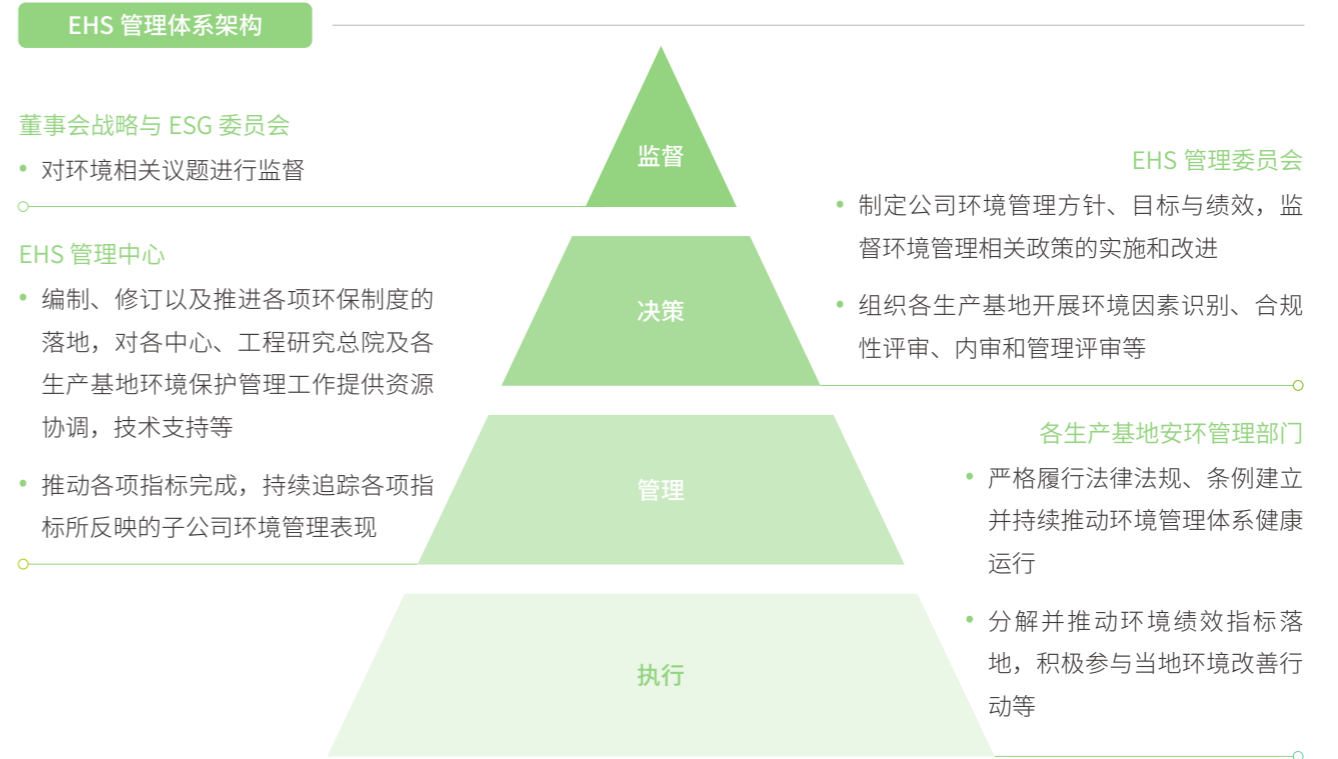 EHS 管理体系架构
董事会战略与 ESG 委员会
• 对环境相关议题进行监督
监督
EHS 管理委员会
• 制定公司环境管理方针、目标与绩效，监
督环境管理相关政策的实施和改进
• 组织各生产基地开展环境因素识别、合规
性评审、内审和管理评审等
决策
EHS 管理中心
• 编制、修订以及推进各项环保制度的
落地，对各中心、工程研究总院及各
生产基地环境保护管理工作提供资源
协调，技术支持等
• 推动各项指标完成，持续追踪各项指
标所反映的子公司环境管理表现
管理
各生产基地安环管理部门
• 严格履行法律法规、条例建立
并持续推动环境管理体系健康
运行
• 分解并推动环境绩效指标落
地，积极参与当地环境改善行
动等
执行